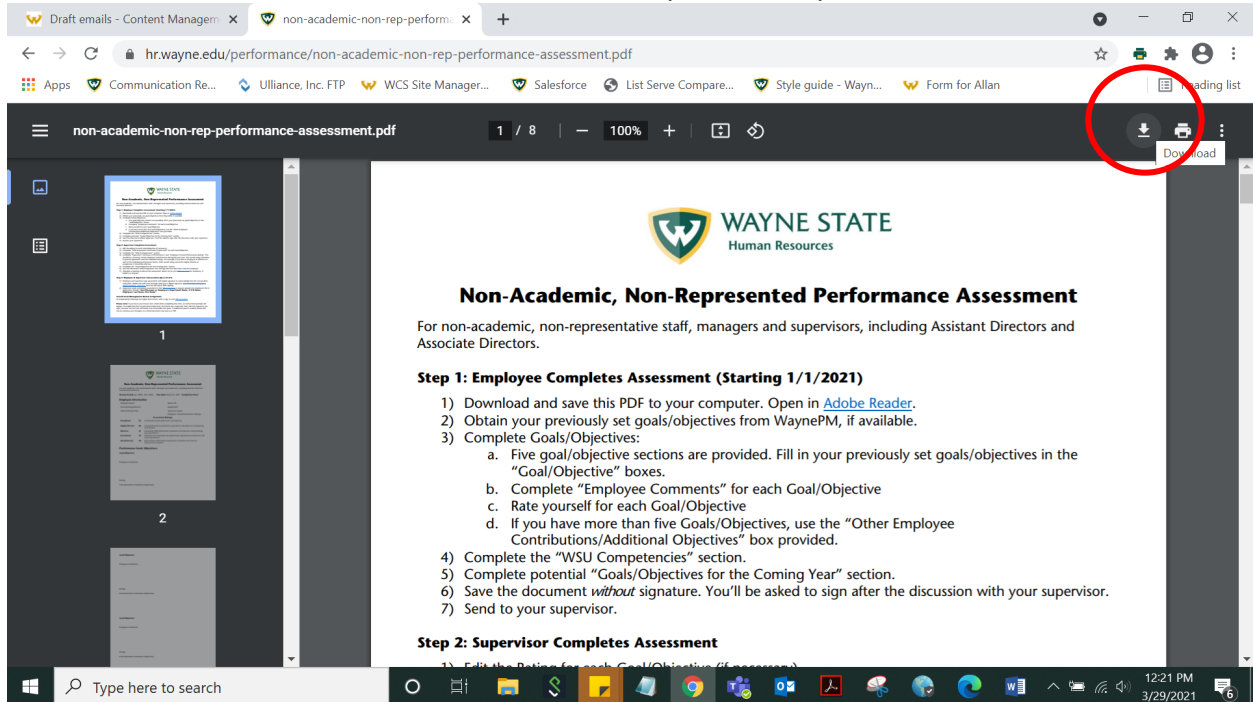 Draft emails - Content Managem
non-academic-non-rep-performa
hr.wayne.edu/performance/non-academic-non-rep-performance-assessment.pdf
Apps
Communication Re...
Ulliance, Inc. FTP
WCS Site Manager...
Salesforce
List Serve Compare...
Style guide - Wayn...
Form for Allan
Reading list
non-academic-non-rep-performance-assessment.pdf
1 / 8
100%
Download
1
2
WAYNE STATE
Human Resources
Non-Academic, Non-Represented Performance Assessment
For non-academic, non-representative staff, managers and supervisors, including Assistant Directors and
Associate Directors.
Step 1: Employee Completes Assessment (Starting 1/1/2021)
1) Download and save this PDF to your computer. Open in Adobe Reader.
2) Obtain your previously set goals/objectives from WaynePM, if available.
3) Complete Goals/Objectives:
a. Five goal/objective sections are provided. Fill in your previously set goals/objectives in the
“Goal/Objective” boxes.
b. Complete “Employee Comments” for each Goal/Objective
c. Rate yourself for each Goal/Objective
d. If you have more than five Goals/Objectives, use the “Other Employee
Contributions/Additional Objectives” box provided.
4) Complete the “WSU Competencies” section.
5) Complete potential “Goals/Objectives for the Coming Year” section.
6) Save the document without signature. You’ll be asked to sign after the discussion with your supervisor.
7) Send to your supervisor.
Step 2: Supervisor Completes Assessment
1) Edit the Rating for each Goal/Objective (if necessary)
Type here to search
12:21 PM
3/29/2021
6